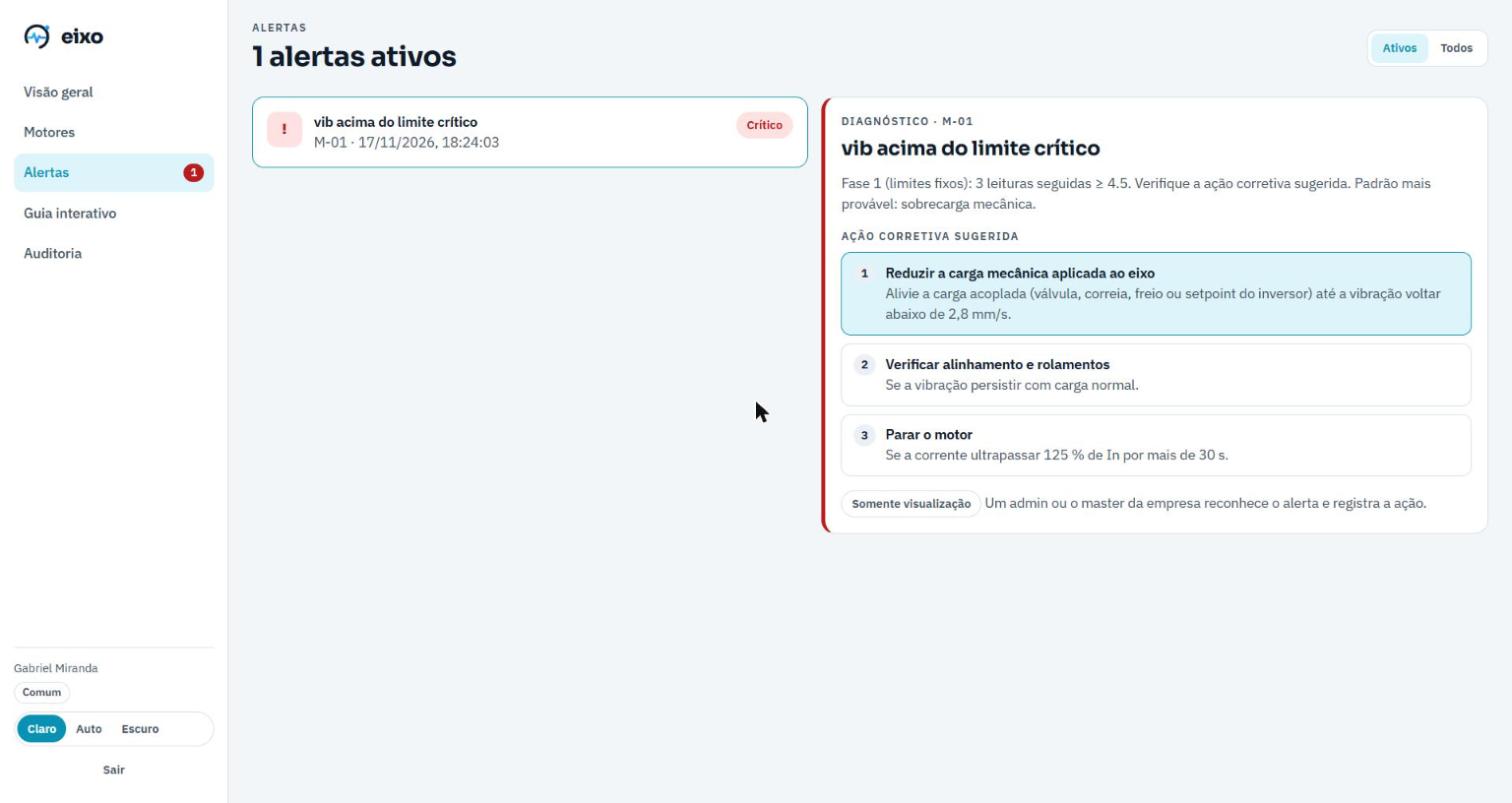 eixo
Visão geral
Motores
Alertas 1
Guia interativo
Auditoria
Gabriel Miranda
Comum
Claro Auto Escuro
Sair
ALERTAS
1 alertas ativos
Ativos Todos
! vib acima do limite crítico Crítico
M-01 · 17/11/2026, 18:24:03
DIAGNÓSTICO · M-01
vib acima do limite crítico
Fase 1 (limites fixos): 3 leituras seguidas ≥ 4.5. Verifique a ação corretiva sugerida. Padrão mais
provável: sobrecarga mecânica.
AÇÃO CORRETIVA SUGERIDA
1 Reduzir a carga mecânica aplicada ao eixo
Alivie a carga acoplada (válvula, correia, freio ou setpoint do inversor) até a vibração voltar
abaixo de 2,8 mm/s.
2 Verificar alinhamento e rolamentos
Se a vibração persistir com carga normal.
3 Parar o motor
Se a corrente ultrapassar 125 % de In por mais de 30 s.
Somente visualização Um admin ou o master da empresa reconhece o alerta e registra a ação.